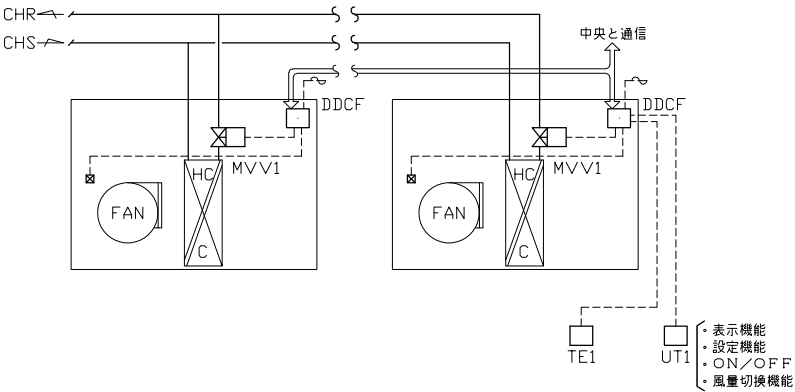 CHR
CHS
中央と通信
DDCF
DDCF
MVV1
MVV1
HC
HC
FAN
FAN
C
C
TE1
UT1
。表示機能
。設定機能
。ON/OFF
。風量切換機能